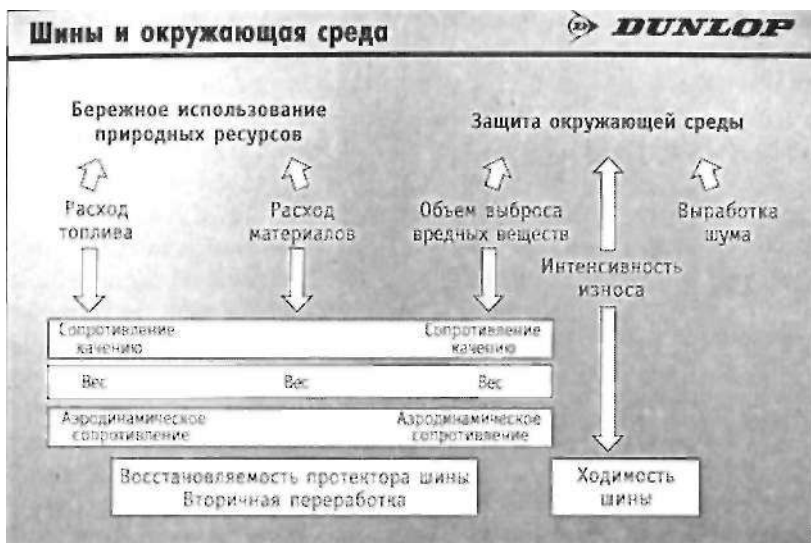 Шины и окружающая среда
DUNLOP
Бережное использование
природных ресурсов
Защита окружающей среды
Расход
топлива
Расход
материалов
Объем выброса
вредных веществ
Выработка
шума
Интенсивность
износа
Сопротивление
качению
Сопротивление
качению
Вес
Вес
Вес
Аэродинамическое
сопротивление
Аэродинамическое
сопротивление
Восстановляемость протектора шины
Вторичная переработка
Ходимость
шины